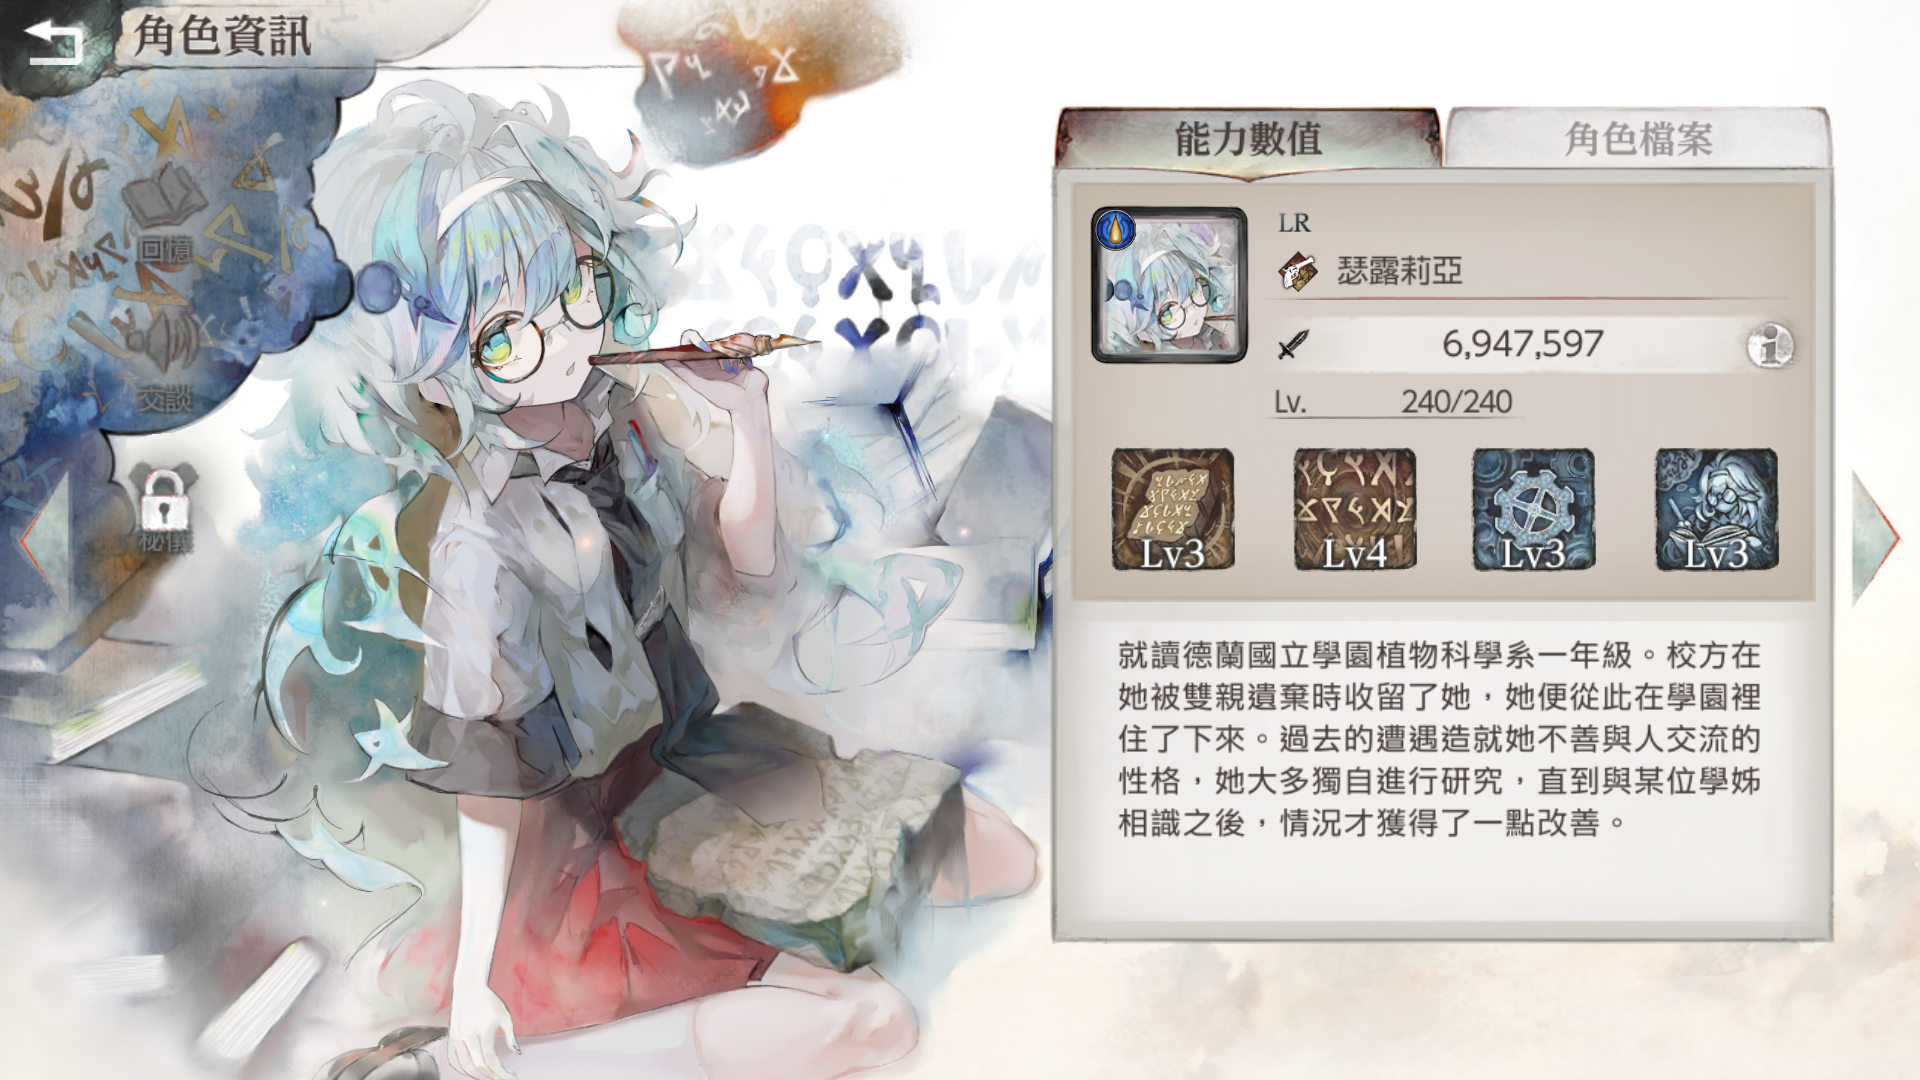 角色資訊
回憶
交談
秘儀
能力數值
角色檔案
LR
瑟露莉亞
6,947,597
Lv. 240/240
Lv3
Lv4
Lv3
Lv3
就讀德蘭國立學園植物科學系一年級。校方在
她被雙親遺棄時收留了她，她便從此在學園裡
住了下來。過去的遭遇造就她不善與人交流的
性格，她大多獨自進行研究，直到與某位學姊
相識之後，情況才獲得了一點改善。